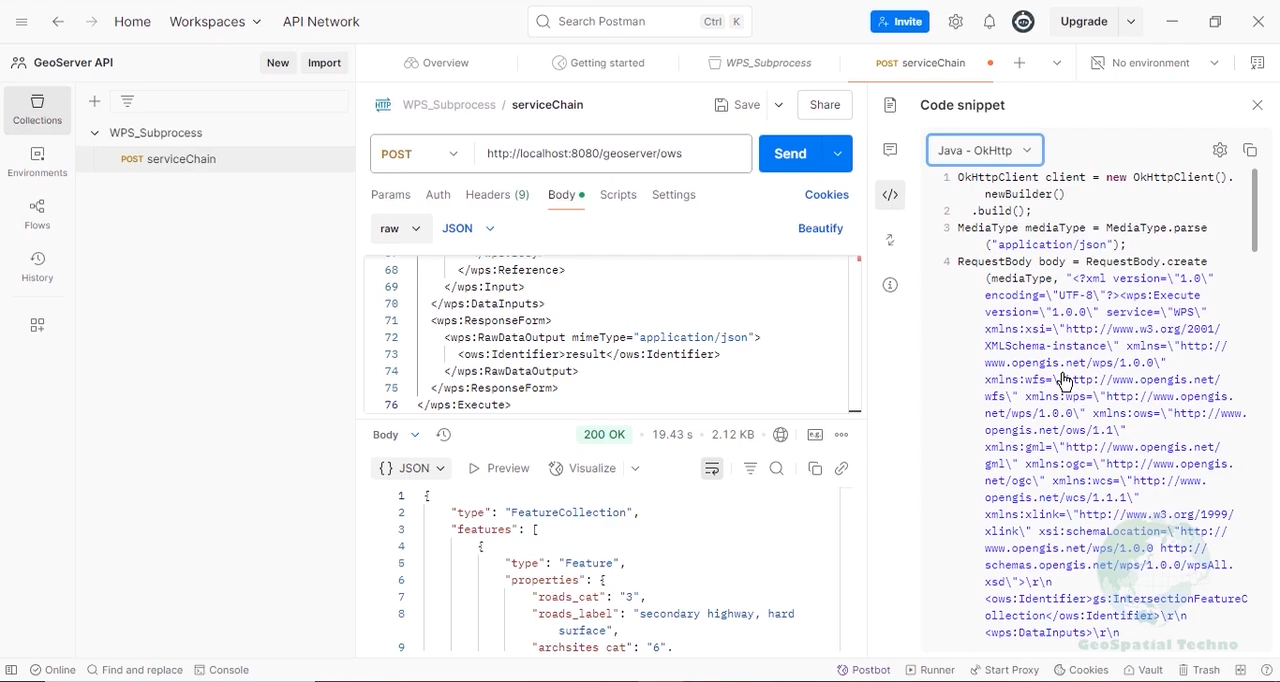 Home
Workspaces
API Network
Search Postman
Ctrl
K
Invite
Upgrade
GeoServer API
New
Import
Overview
Getting started
WPS_Subprocess
POST serviceChain
No environment
Collections
Environments
Flows
History
WPS_Subprocess
POST serviceChain
HTTP
WPS_Subprocess / serviceChain
Save
Share
POST
http://localhost:8080/geoserver/ows
Send
Params
Auth
Headers (9)
Body
Scripts
Settings
Cookies
raw
JSON
Beautify
68 </wps:Reference>
69 </wps:Input>
70 </wps:DataInputs>
71 <wps:ResponseForm>
72 <wps:RawDataOutput mimeType="application/json">
73 <ows:Identifier>result</ows:Identifier>
74 </wps:RawDataOutput>
75 </wps:ResponseForm>
76 </wps:Execute>
Body
200 OK
19.43 s
2.12 KB
e.g.
{} JSON
Preview
Visualize
1 {
2 "type": "FeatureCollection",
3 "features": [
4 {
5 "type": "Feature",
6 "properties": {
7 "roads_cat": "3",
8 "roads_label": "secondary highway, hard
surface",
9 "archsites_cat": "6",
Code snippet
Java - OkHttp
1 OkHttpClient client = new OkHttpClient().
newBuilder()
2 .build();
3 MediaType mediaType = MediaType.parse
("application/json");
4 RequestBody body = RequestBody.create
(mediaType, "<?xml version=\"1.0\"
encoding=\"UTF-8\"?><wps:Execute
version=\"1.0.0\" service=\"WPS\"
xmlns:xsi=\"http://www.w3.org/2001/
XMLSchema-instance\" xmlns=\"http://
www.opengis.net/wps/1.0.0\"
xmlns:wfs=\"http://www.opengis.net/
wfs\" xmlns:wps=\"http://www.opengis.
net/wps/1.0.0\" xmlns:ows=\"http://www.
opengis.net/ows/1.1\"
xmlns:gml=\"http://www.opengis.net/
gml\" xmlns:ogc=\"http://www.opengis.
net/ogc\" xmlns:wcs=\"http://www.
opengis.net/wcs/1.1.1\"
xmlns:xlink=\"http://www.w3.org/1999/
xlink\" xsi:schemaLocation=\"http://
www.opengis.net/wps/1.0.0 http://
schemas.opengis.net/wps/1.0.0/wpsAll.
xsd\">\r\n
<ows:Identifier>gs:IntersectionFeatureC
ollection</ows:Identifier>\r\n
<wps:DataInputs>\r\n
GeoSpatial Techno
Online
Find and replace
Console
Postbot
Runner
Start Proxy
Cookies
Vault
Trash